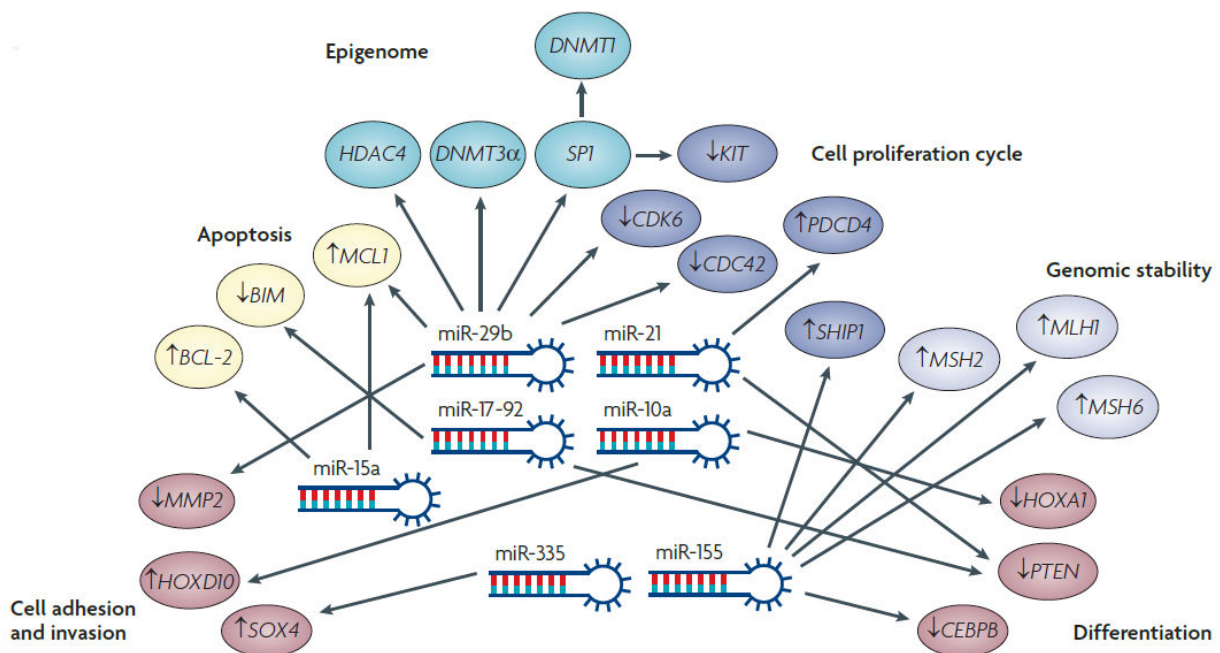 DNMT1
Epigenome
HDAC4
DNMT3α
SP1
↓KIT
Cell proliferation cycle
↓CDK6
↑PDCD4
Apoptosis
↑MCL1
↓CDC42
Genomic stability
↓BIM
↑MLH1
↑BCL-2
miR-29b
miR-21
↑SHIP1
↑MSH2
↑MSH6
miR-17-92
miR-10a
miR-15a
↓MMP2
↓HOXA1
miR-335
miR-155
↑HOXD10
↓PTEN
Cell adhesion
and invasion
↑SOX4
↓CEBPB
Differentiation